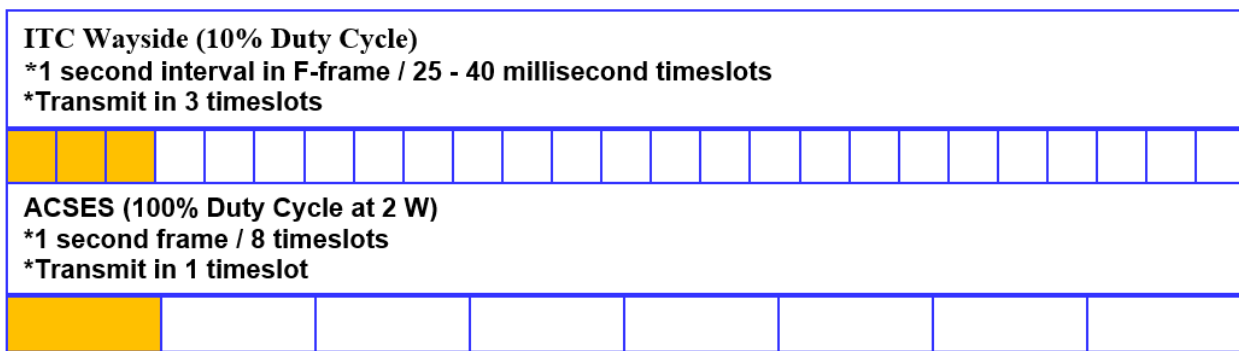 ITC Wayside (10% Duty Cycle)
*1 second interval in F-frame / 25 - 40 millisecond timeslots
*Transmit in 3 timeslots
ACSES (100% Duty Cycle at 2 W)
*1 second frame / 8 timeslots
*Transmit in 1 timeslot